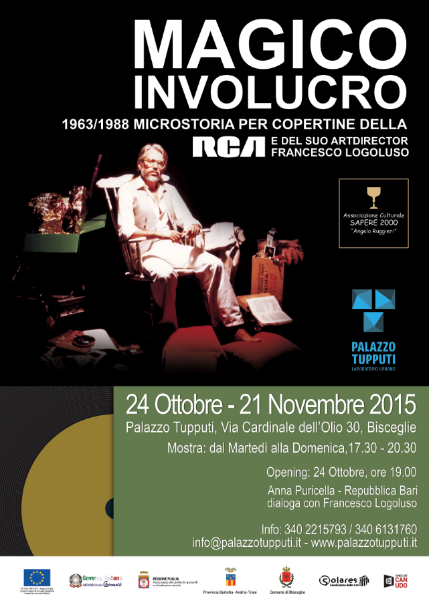 MAGICO
INVOLUCRO
1963/1988 MICROSTORIA PER COPERTINE DELLA
RCA E DEL SUO ARTDIRECTOR
FRANCESCO LOGOLUSO
Associazione Culturale
SAPERE 2000
"Angelo Ruggieri"
PALAZZO
TUPPUTI
LABORATORIO URBANO
24 Ottobre - 21 Novembre 2015
Palazzo Tupputi, Via Cardinale dell'Olio 30, Bisceglie
Mostra: dal Martedì alla Domenica,17.30 - 20.30
Opening: 24 Ottobre, ore 19.00
Anna Puricella - Repubblica Bari
dialoga con Francesco Logoluso
Info: 340 2215793 / 340 6131760
info@palazzotupputi.it - www.palazzotupputi.it
REGIONE PUGLIA
Provincia Barletta - Andria - Trani
Comune di Bisceglie
Solares
CAN
UDO